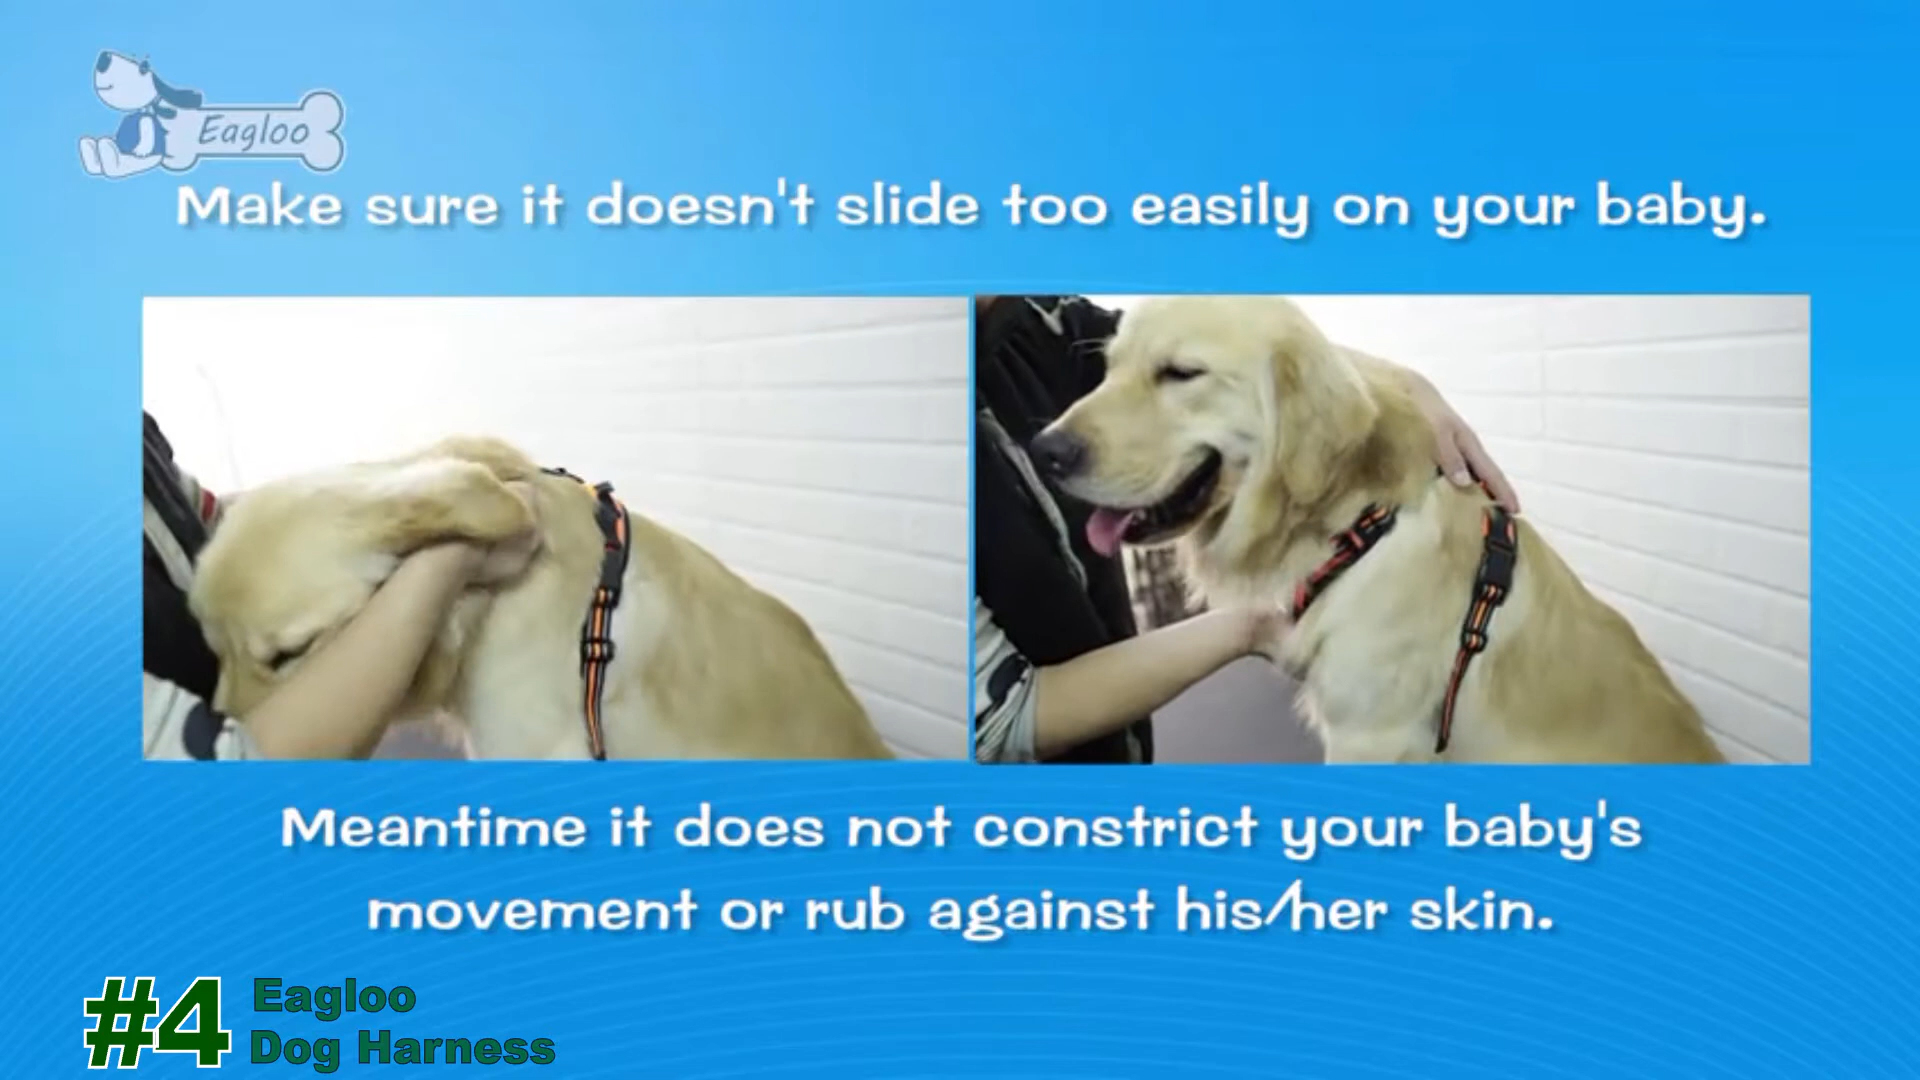 Eagloo
Make sure it doesn't slide too easily on your baby.
Meantime it does not constrict your baby's
movement or rub against his/her skin.
#4 Eagloo
Dog Harness